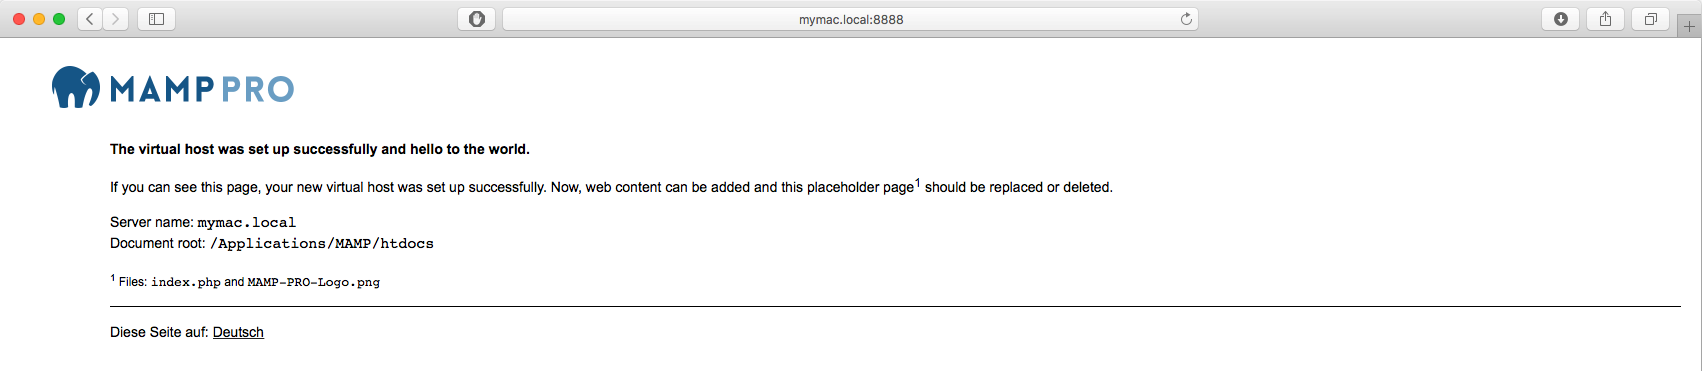 mymac.local:8888
MAMP PRO
The virtual host was set up successfully and hello to the world.
If you can see this page, your new virtual host was set up successfully. Now, web content can be added and this placeholder page1 should be replaced or deleted.
Server name: mymac.local
Document root: /Applications/MAMP/htdocs
1 Files: index.php and MAMP-PRO-Logo.png
Diese Seite auf: Deutsch